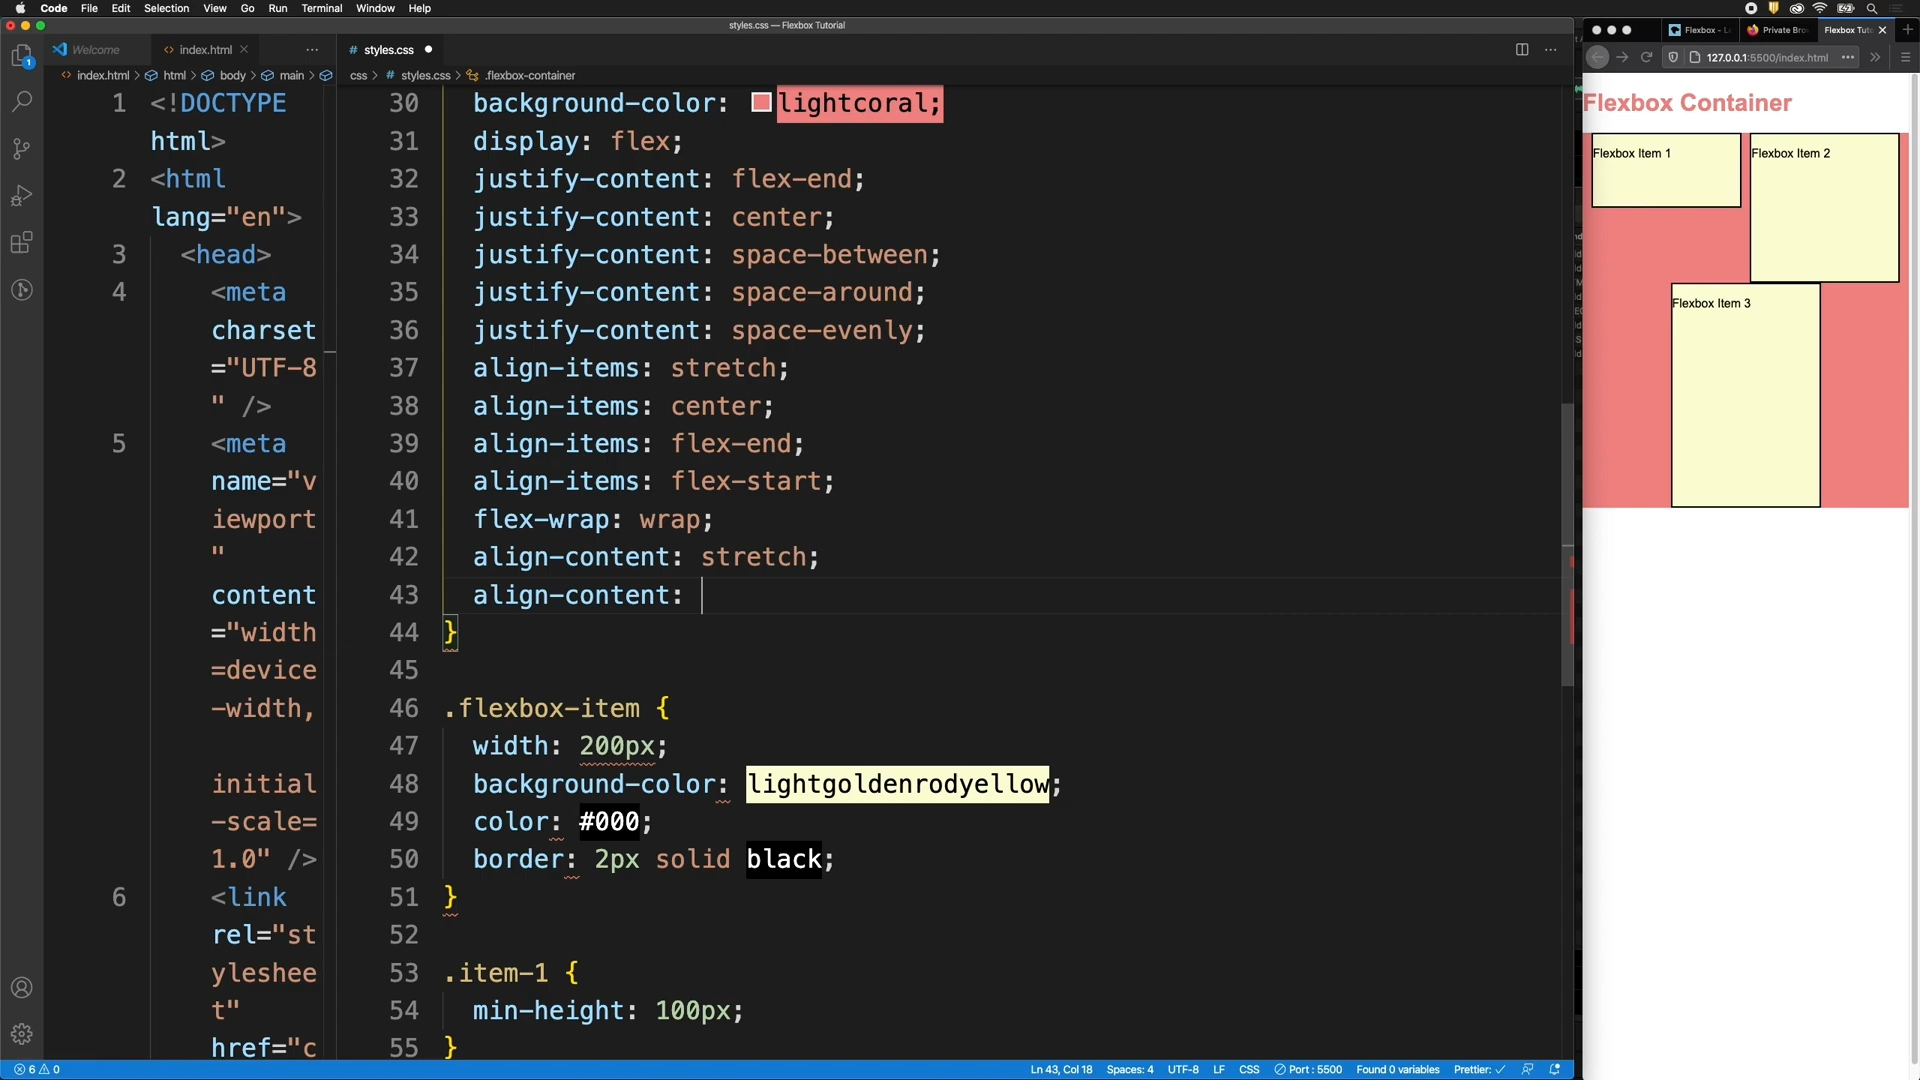 Code File Edit Selection View Go Run Terminal Window Help
styles.css — Flexbox Tutorial
Welcome
index.html
styles.css
index.html > html > body > main >
css > # styles.css > .flexbox-container
1 <!DOCTYPE
html>
2 <html
lang="en">
3 <head>
4 <meta
charset
="UTF-8
" />
5 <meta
name="v
iewport
"
content
="width
=device
-width,
initial
-scale=
1.0" />
6 <link
rel="st
yleshee
t"
href="c
30 background-color: lightcoral;
31 display: flex;
32 justify-content: flex-end;
33 justify-content: center;
34 justify-content: space-between;
35 justify-content: space-around;
36 justify-content: space-evenly;
37 align-items: stretch;
38 align-items: center;
39 align-items: flex-end;
40 align-items: flex-start;
41 flex-wrap: wrap;
42 align-content: stretch;
43 align-content:
44 }
45
46 .flexbox-item {
47 width: 200px;
48 background-color: lightgoldenrodyellow;
49 color: #000;
50 border: 2px solid black;
51 }
52
53 .item-1 {
54 min-height: 100px;
55 }
6 0
Ln 43, Col 18 Spaces: 4 UTF-8 LF CSS Port : 5500 Found 0 variables Prettier: ✓
Flexbox - L
Private Bro
Flexbox Tuto
127.0.0.1:5500/index.html
Flexbox Container
Flexbox Item 1
Flexbox Item 2
Flexbox Item 3